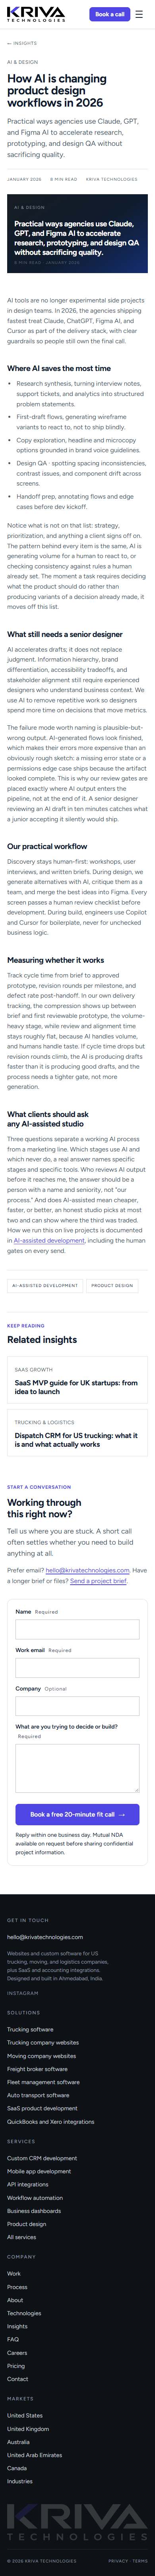 KRIVA
TECHNOLOGIES
Book a call
← INSIGHTS
AI & DESIGN
How AI is changing
product design
workflows in 2026
Practical ways agencies use Claude, GPT,
and Figma AI to accelerate research,
prototyping, and design QA without
sacrificing quality.
JANUARY 2026 6 MIN READ KRIVA TECHNOLOGIES
AI & DESIGN
Practical ways agencies use Claude,
GPT, and Figma AI to accelerate
research, prototyping, and design QA
without sacrificing quality.
6 MIN READ · JANUARY 2026
AI tools are no longer experimental side projects
in design teams. In 2026, the agencies shipping
fastest treat Claude, ChatGPT, Figma AI, and
Cursor as part of the delivery stack, with clear
guardrails so people still own the final call.
Where AI saves the most time
• Research synthesis, turning interview notes,
support tickets, and analytics into structured
problem statements.
• First-draft flows, generating wireframe
variants to react to, not to ship blindly.
• Copy exploration, headline and microcopy
options grounded in brand voice guidelines.
• Design QA · spotting spacing inconsistencies,
contrast issues, and component drift across
screens.
• Handoff prep, annotating flows and edge
cases before dev kickoff.
Notice what is not on that list: strategy,
prioritization, and anything a client signs off on.
The pattern behind every item is the same, AI is
generating volume for a human to react to, or
checking consistency against rules a human
already set. The moment a task requires deciding
what the product should do rather than
producing variations of a decision already made,
it moves off this list.
What still needs a senior designer
AI accelerates drafts; it does not replace
judgement. Information hierarchy, brand
differentiation, accessibility tradeoffs, and
stakeholder alignment still require experienced
designers who understand business context. We
use AI to remove repetitive work so designers
spend more time on decisions that move metrics.
The failure mode worth naming is plausible-but-
wrong output. AI-generated flows look finished,
which makes their errors more expensive than an
obviously rough sketch. A senior eye catches the
onboarding step that reads smoothly in demo or
permissions edge case ships because the artifact
looked complete. This is why our review gates are
placed exactly where AI output enters the
pipeline, not at the end of it. A senior designer
reviewing an AI draft in ten minutes must observe
a junior accepting it silently would ship.
Our practical workflow
Discovery stays human-first: workshops, user
interviews, and written briefs. During design, we
generate alternatives with AI, critique them as a
team, and prototype the strongest ideas in
Figma. Every screen passes a human review
checklist before development. During build, engineers use Copilot
and Cursor for boilerplate, never for unchecked
business logic.
Measuring whether it works
Track cycle time from brief to approved
prototype, revision rounds per milestone, and
defect rate post-handoff. In our own delivery
data, the biggest shift is in time between signed
brief and first reviewable prototype, the volume-
heavy stage, while review and alignment work
stays roughly flat, because AI handles volume,
and humans handle judgement. If cycle time drops but
revision rounds climb, the AI is producing drafts
faster than it is producing good drafts, and the
process needs a tighter gate, not more
generation.
What clients should ask
any AI-assisted studio
Three questions separate a working AI process
from a marketing line. Which stages use AI and
which never do? A real answer names specific
stages and specific tools. Who reviews AI output
before it reaches me, and the answer should be a
person with a name and seniority, not "our
process." And does AI-assisted mean cheaper,
faster, or better, an honest studio picks at most
two and can show where the third was traded.
How we run this on live projects is documented
in AI-assisted development, including the human
gates on every send.
AI-ASSISTED DEVELOPMENT
PRODUCT DESIGN
KEEP READING
Related insights
SAAS GROWTH
SaaS MVP guide for UK startups: from
idea to launch
TRUCKING & LOGISTICS
Dispatch CRM for US trucking: what it
is and what actually works
START A CONVERSATION
Working through
this right now?
Tell us where you are stuck. A short call
often settles whether you need to build
anything at all.
Prefer email? hello@krivatechnologies.com. Have
a longer brief or files? Send a project brief.
Name Required
Work email Required
Company Optional
What are you trying to decide or build?
Required
Book a free 20-minute fit call →
Reply within one business day. Mutual NDA
available on request before sharing confidential
project information.
GET IN TOUCH
hello@krivatechnologies.com
Websites and custom software for US
trucking, moving, and logistics companies,
plus SaaS and accounting integrations.
Designed and built in Ahmedabad, India.
INSTAGRAM
SOLUTIONS
Trucking software
Trucking company websites
Moving company websites
Freight broker software
Fleet management software
Auto transport software
SaaS product development
QuickBooks and Xero integrations
SERVICES
Custom CRM development
Mobile app development
API integrations
Workflow automation
Business dashboards
Product design
All services
COMPANY
Work
Process
About
Technologies
Insights
FAQ
Careers
Pricing
Contact
MARKETS
United States
United Kingdom
Australia
United Arab Emirates
Canada
Industries
KRIVA
TECHNOLOGIES
© 2026 KRIVA TECHNOLOGIES PRIVACY · TERMS